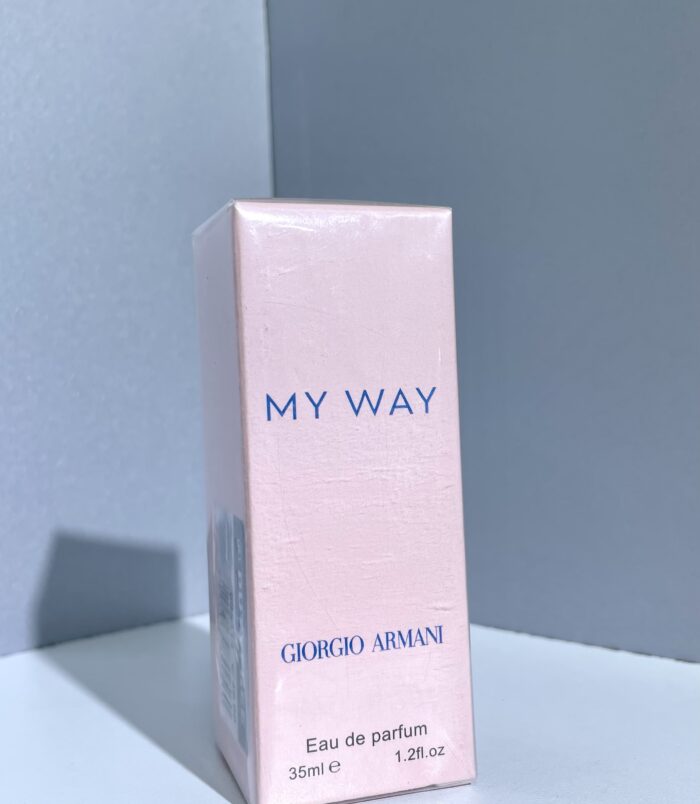 MY WAY
GIORGIO ARMANI
Eau de parfum
35ml ℮ 1.2fl.oz